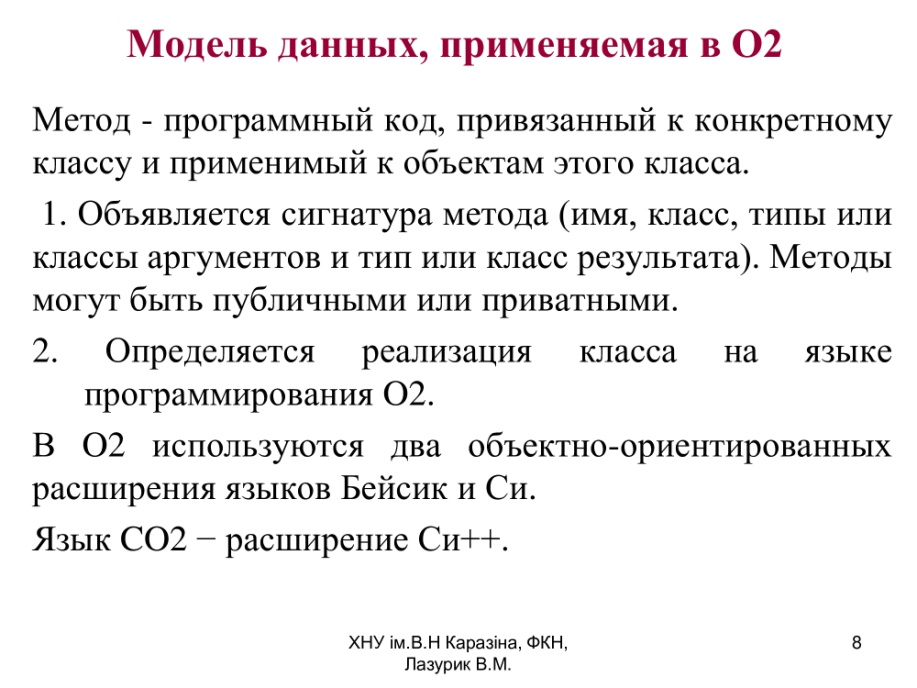 Модель данных, применяемая в О2
Метод - программный код, привязанный к конкретному
классу и применимый к объектам этого класса.
1. Объявляется сигнатура метода (имя, класс, типы или
классы аргументов и тип или класс результата). Методы
могут быть публичными или приватными.
2. Определяется реализация класса на языке
программирования О2.
В О2 используются два объектно-ориентированных
расширения языков Бейсик и Си.
Язык СО2 − расширение Си++.
ХНУ ім.В.Н Каразіна, ФКН,
Лазурик В.М.
8